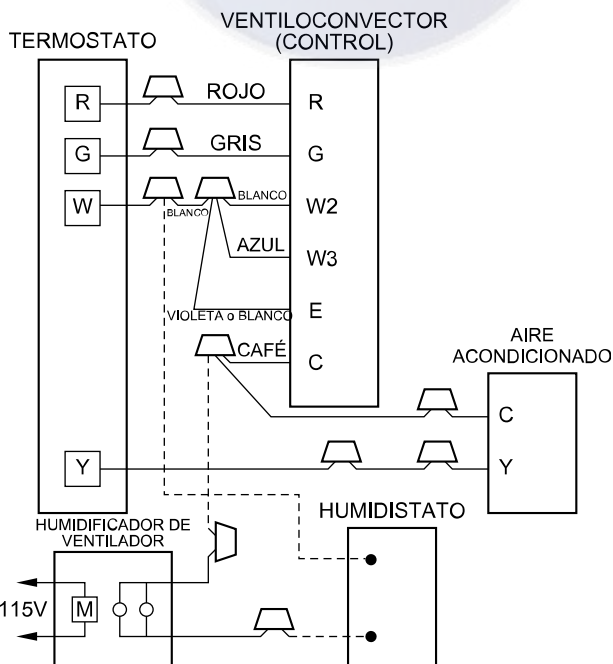 VENTILOCONVECTOR
(CONTROL)
TERMOSTATO
R
ROJO
R
G
GRIS
G
W
BLANCO
BLANCO
W2
AZUL
W3
VIOLETA o BLANCO
E
CAFÉ
C
AIRE
ACONDICIONADO
C
Y
Y
HUMIDISTATO
HUMIDIFICADOR DE
VENTILADOR
115V
M